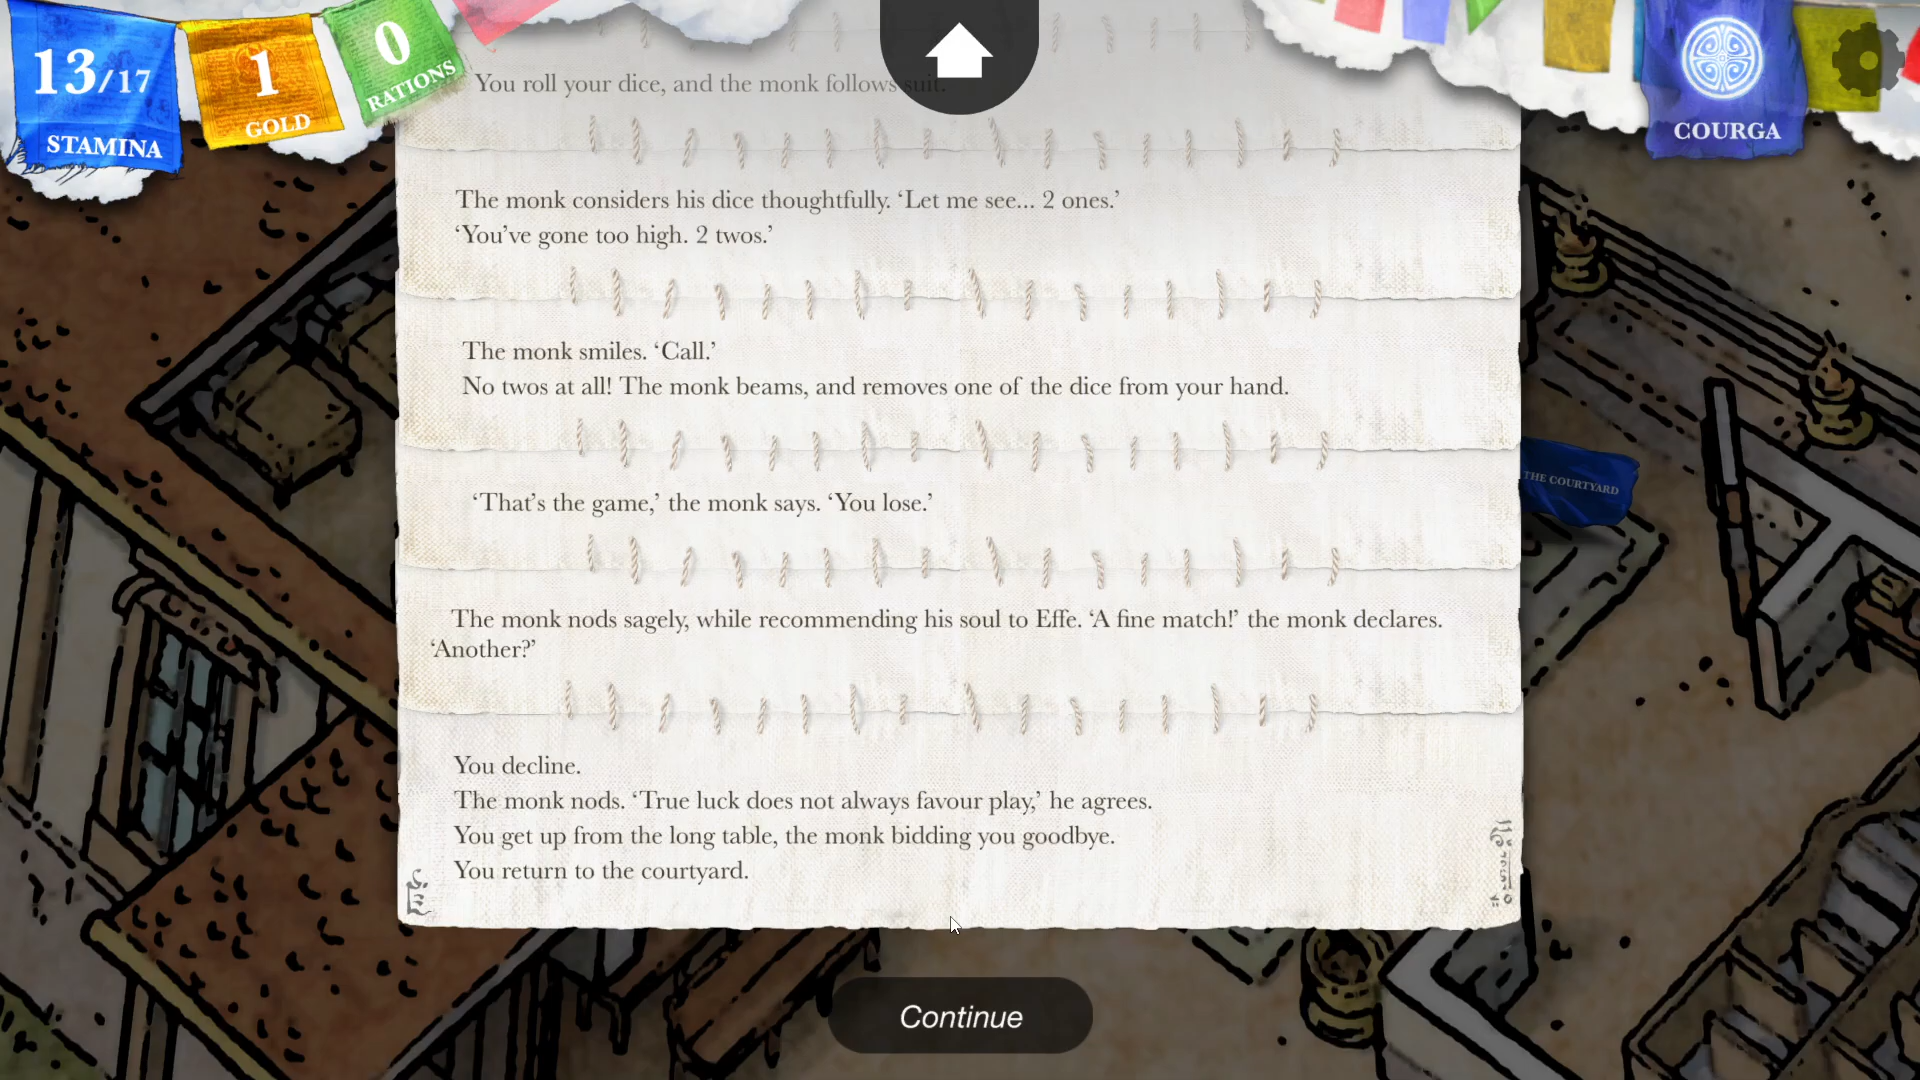 13/17
STAMINA
1
GOLD
0
RATIONS
COURGA
You roll your dice, and the monk follows suit.
The monk considers his dice thoughtfully. ‘Let me see... 2 ones.’
‘You’ve gone too high. 2 twos.’
The monk smiles. ‘Call.’
No twos at all! The monk beams, and removes one of the dice from your hand.
‘That’s the game,’ the monk says. ‘You lose.’
The monk nods sagely, while recommending his soul to Effe. ‘A fine match!’ the monk declares.
‘Another?’
You decline.
The monk nods. ‘True luck does not always favour play,’ he agrees.
You get up from the long table, the monk bidding you goodbye.
You return to the courtyard.
THE COURTYARD
Continue